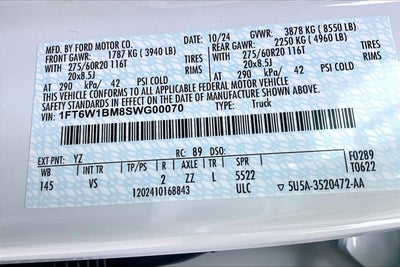 MFD. BY FORD MOTOR CO. 10/24 GVWR: 3878 KG ( 8550 LB)
FRONT GAWR: 1787 KG ( 3940 LB) REAR GAWR: 2250 KG ( 4960 LB)
275/60R20 116T TIRES 275/60R20 116T TIRES
20x8.5J RIMS 20x8.5J RIMS
AT 290 kPa/ 42 PSI COLD AT 290 kPa/ 42 PSI COLD
THIS VEHICLE CONFORMS TO ALL APPLICABLE FEDERAL MOTOR VEHICLE
SAFETY STANDARDS IN EFFECT ON THE DATE OF MANUFACTURE SHOWN ABOVE.
VIN: 1FT6W1BM8SWG00070 TYPE: Truck
EXT PNT: YZ RC: 89 DSO: F0289
WB INT TR TP/PS R AXLE TR SPR T0622
145 VS 2 ZZ L 5522
1202410168843 ULC 5U5A-3520472-AA